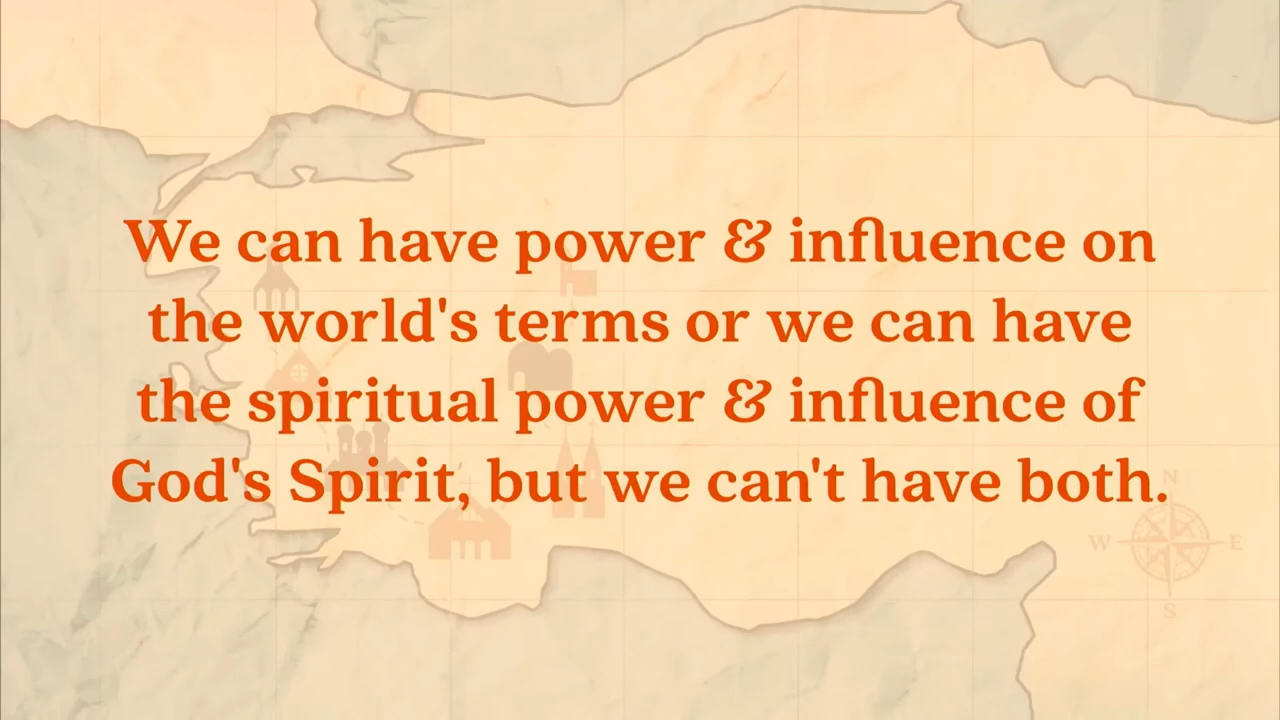 We can have power & influence on
the world's terms or we can have
the spiritual power & influence of
God's Spirit, but we can't have both.
N
W E
S